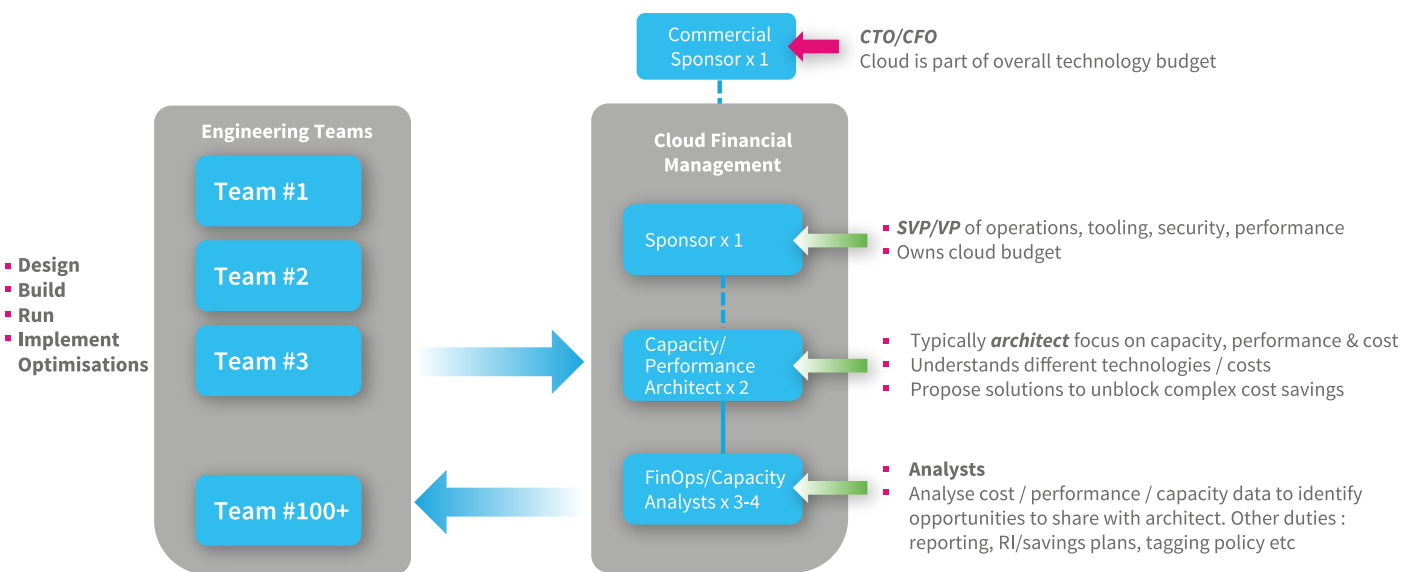 Commercial
Sponsor x 1
CTO/CFO
Cloud is part of overall technology budget
Engineering Teams
Team #1
Team #2
Team #3
Team #100+
Design
Build
Run
Implement
Optimisations
Cloud Financial
Management
Sponsor x 1
SVP/VP of operations, tooling, security, performance
Owns cloud budget
Capacity/
Performance
Architect x 2
Typically architect focus on capacity, performance & cost
Understands different technologies / costs
Propose solutions to unblock complex cost savings
FinOps/Capacity
Analysts x 3-4
Analysts
Analyse cost / performance / capacity data to identify
opportunities to share with architect. Other duties :
reporting, RI/savings plans, tagging policy etc